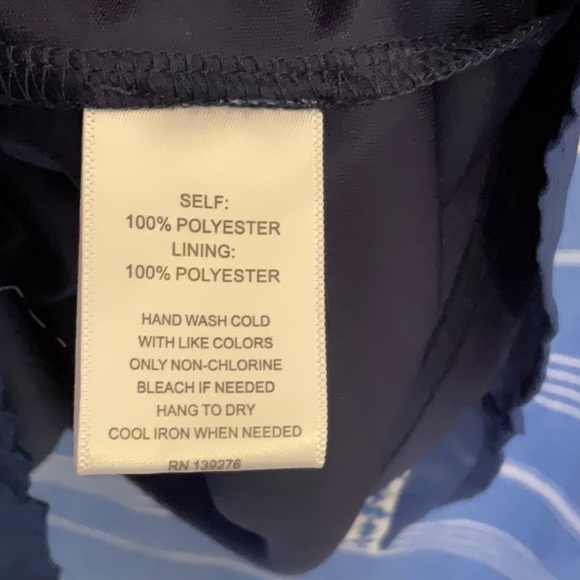 SELF:
100% POLYESTER
LINING:
100% POLYESTER
HAND WASH COLD
WITH LIKE COLORS
ONLY NON-CHLORINE
BLEACH IF NEEDED
HANG TO DRY
COOL IRON WHEN NEEDED
RN 139276